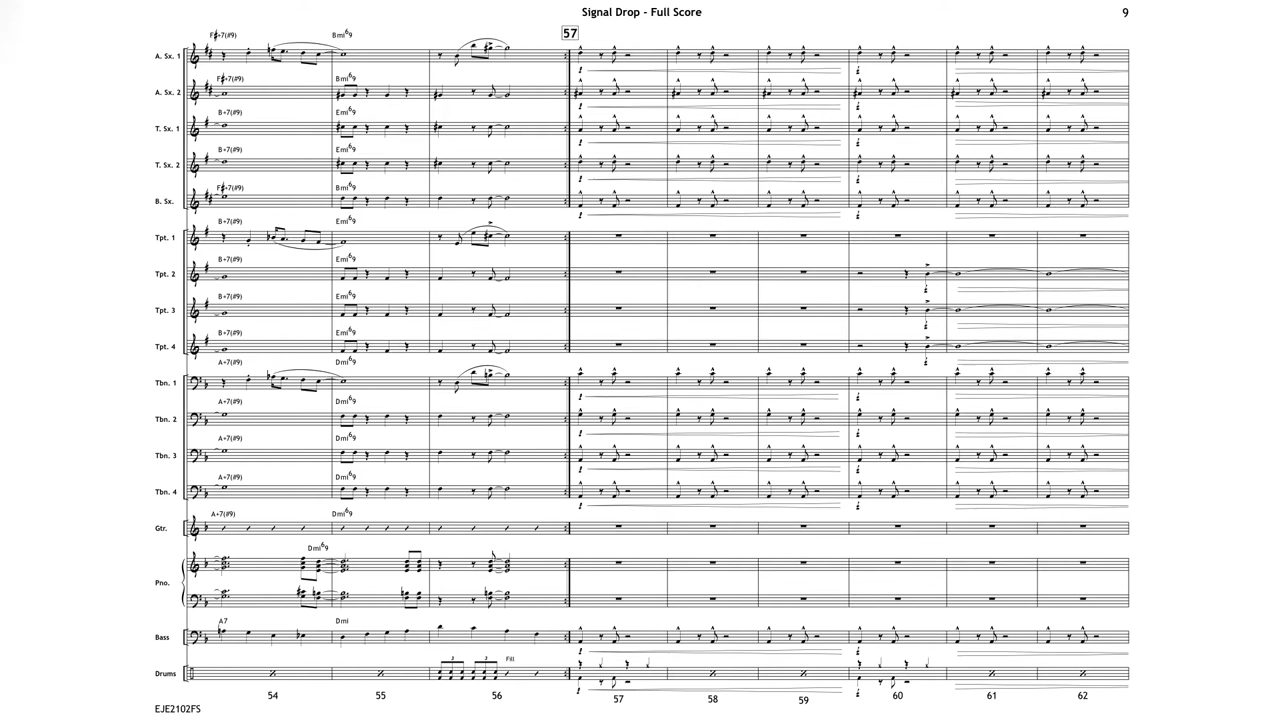 Signal Drop - Full Score
9
57
F#+7(#9) Bmi6 9
A. Sx. 1
F#+7(#9) Bmi6 9
A. Sx. 2
B+7(#9) Emi6 9
T. Sx. 1
B+7(#9) Emi6 9
T. Sx. 2
F#+7(#9) Bmi6 9
B. Sx.
B+7(#9) Emi6 9
Tpt. 1
B+7(#9) Emi6 9
Tpt. 2
B+7(#9) Emi6 9
Tpt. 3
B+7(#9) Emi6 9
Tpt. 4
A+7(#9) Dmi6 9
Tbn. 1
A+7(#9) Dmi6 9
Tbn. 2
A+7(#9) Dmi6 9
Tbn. 3
A+7(#9) Dmi6 9
Tbn. 4
A+7(#9) Dmi6 9
Gtr.
Dmi6 9
Pno.
A7 Dmi
Bass
3 3 Fill
Drums
54 55 56 57 58 59 60 61 62
EJE2102FS